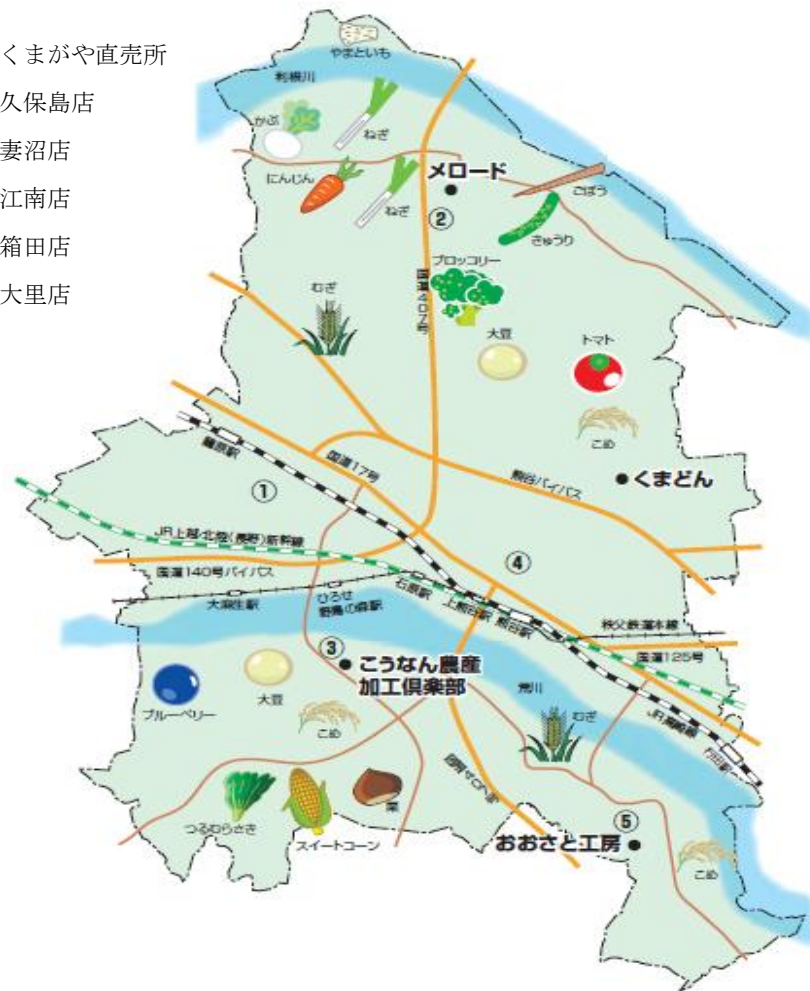 くまがや直売所
久保島店
妻沼店
江南店
箱田店
大里店
やまといも
利根川
かぶ
ねぎ
にんじん
ねぎ
メロード
②
ごぼう
きゅうり
ブロッコリー
国道407号
むぎ
大豆
トマト
こめ
くまどん
籠原駅
国道17号
熊谷バイパス
①
JR上越・北陸(長野)新幹線
国道140号バイパス
④
大麻生駅
ひろせ
野鳥の森駅
石原駅
上熊谷駅
熊谷駅
秩父鉄道本線
国道125号
③
こうなん農産
加工倶楽部
荒川
ブルーベリー
大豆
こめ
むぎ
JR高崎線
行田駅
国道407号
つるむらさき
スイートコーン
栗
⑤
おおさと工房
こめ